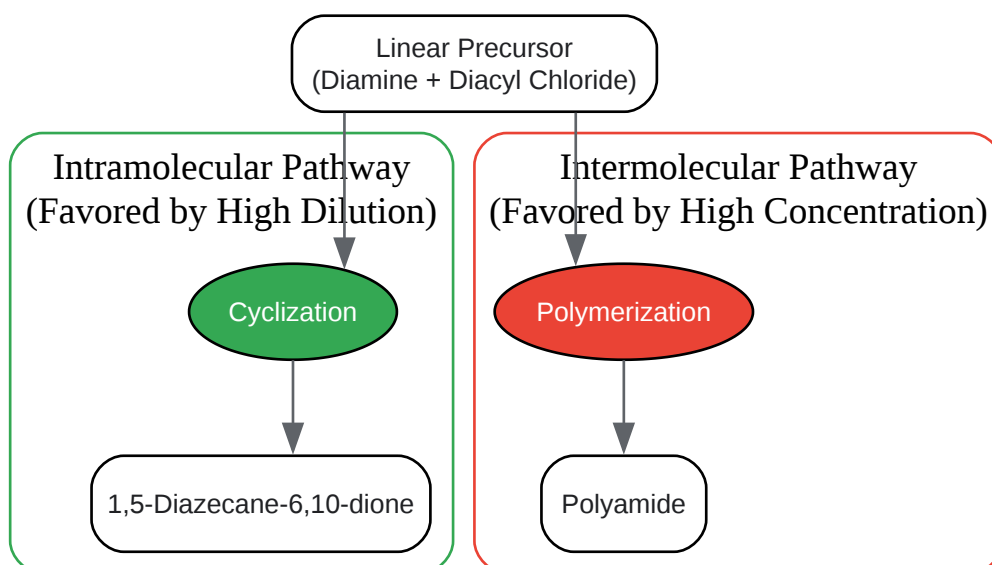 Linear Precursor
(Diamine + Diacyl Chloride)
Intramolecular Pathway
(Favored by High Dilution)
Intermolecular Pathway
(Favored by High Concentration)
Cyclization
Polymerization
1,5-Diazecane-6,10-dione
Polyamide